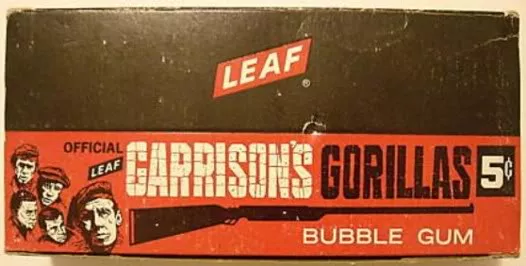 LEAF®
OFFICIAL LEAF GARRISON'S GORILLAS 5¢
BUBBLE GUM